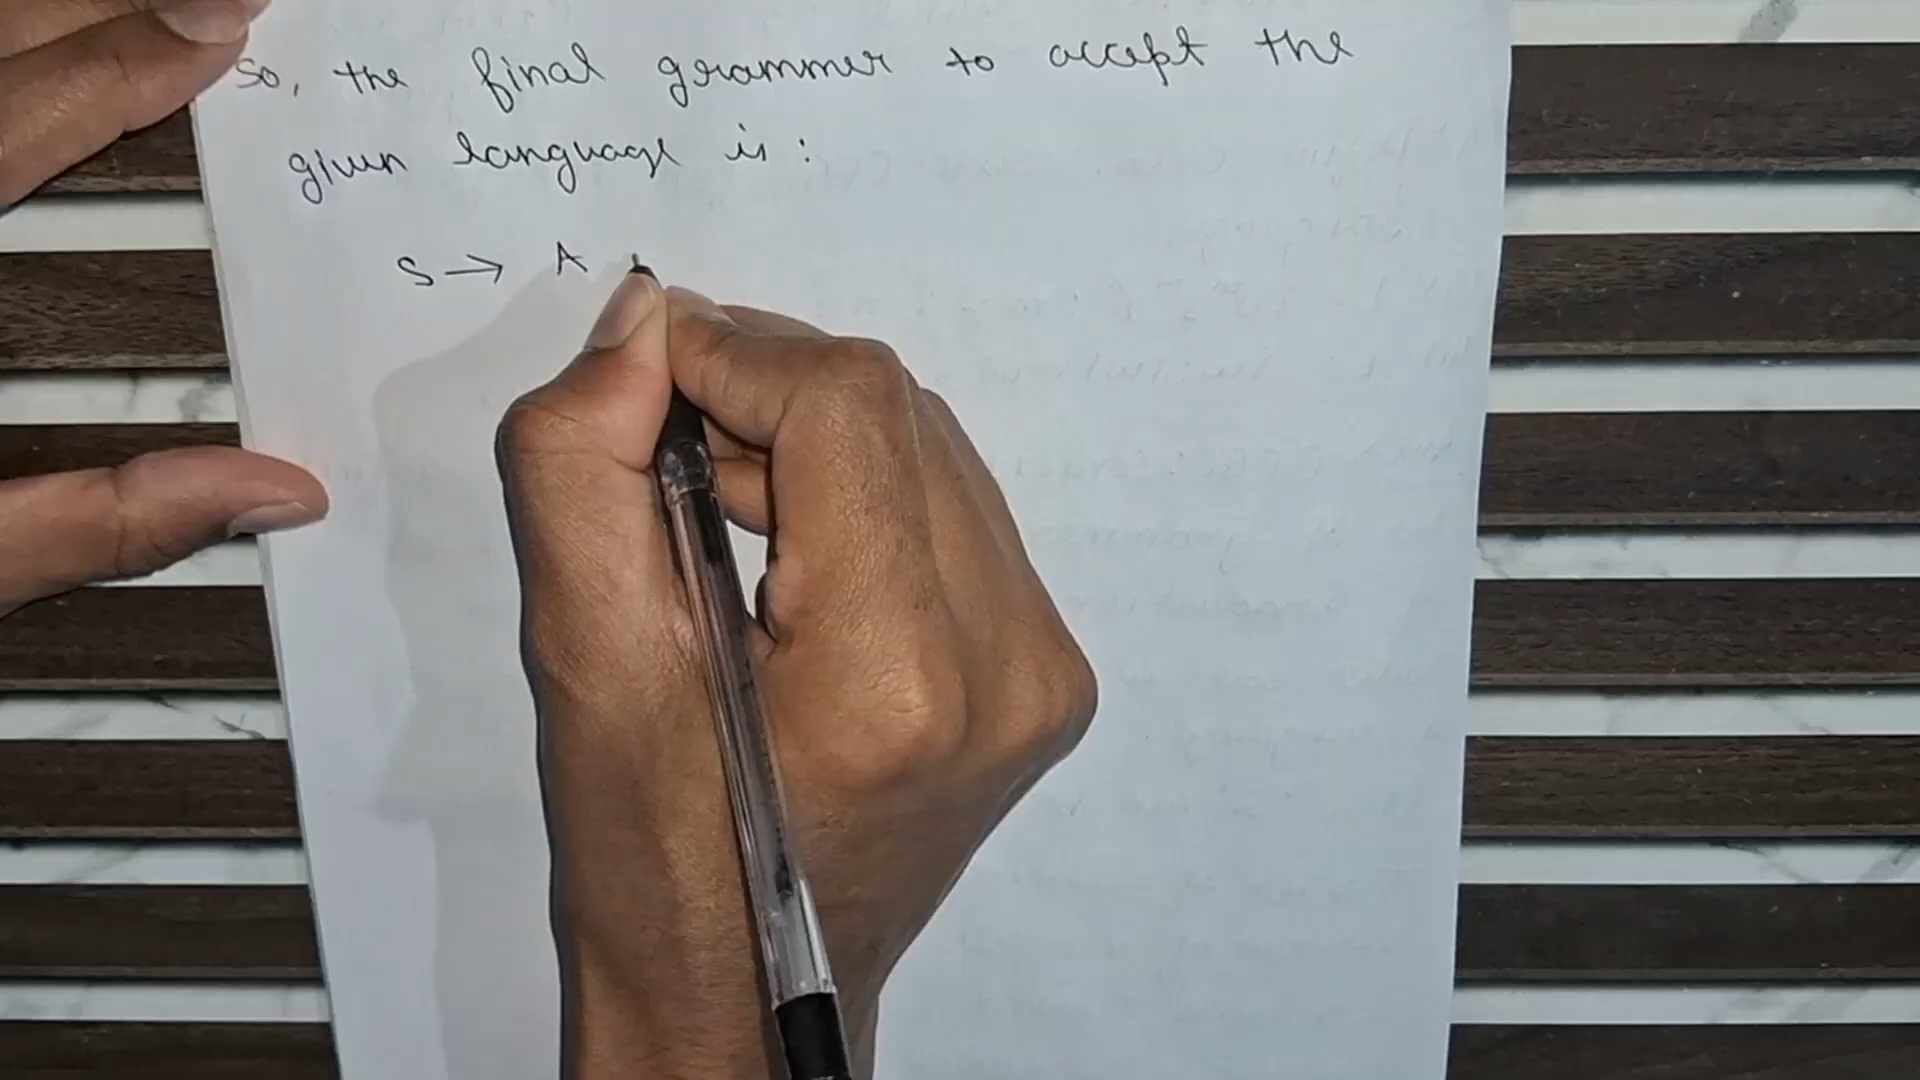 So, the final grammer to accept the
given language is :
S → A